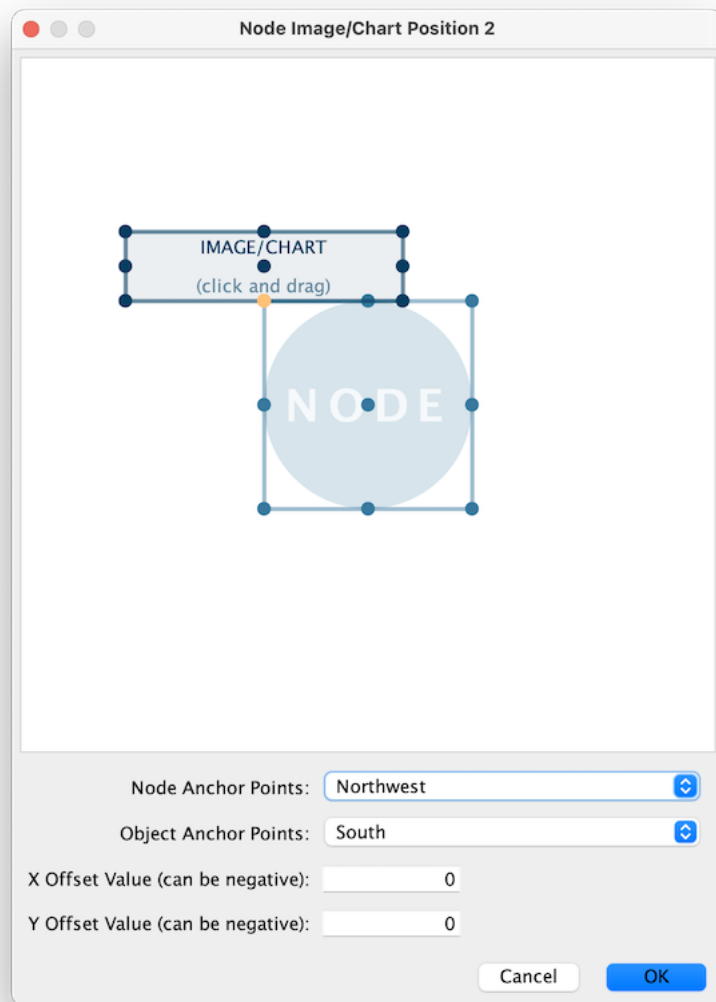 Node Image/Chart Position 2
IMAGE/CHART
(click and drag)
NODE
Node Anchor Points: Northwest
Object Anchor Points: South
X Offset Value (can be negative): 0
Y Offset Value (can be negative): 0
Cancel OK